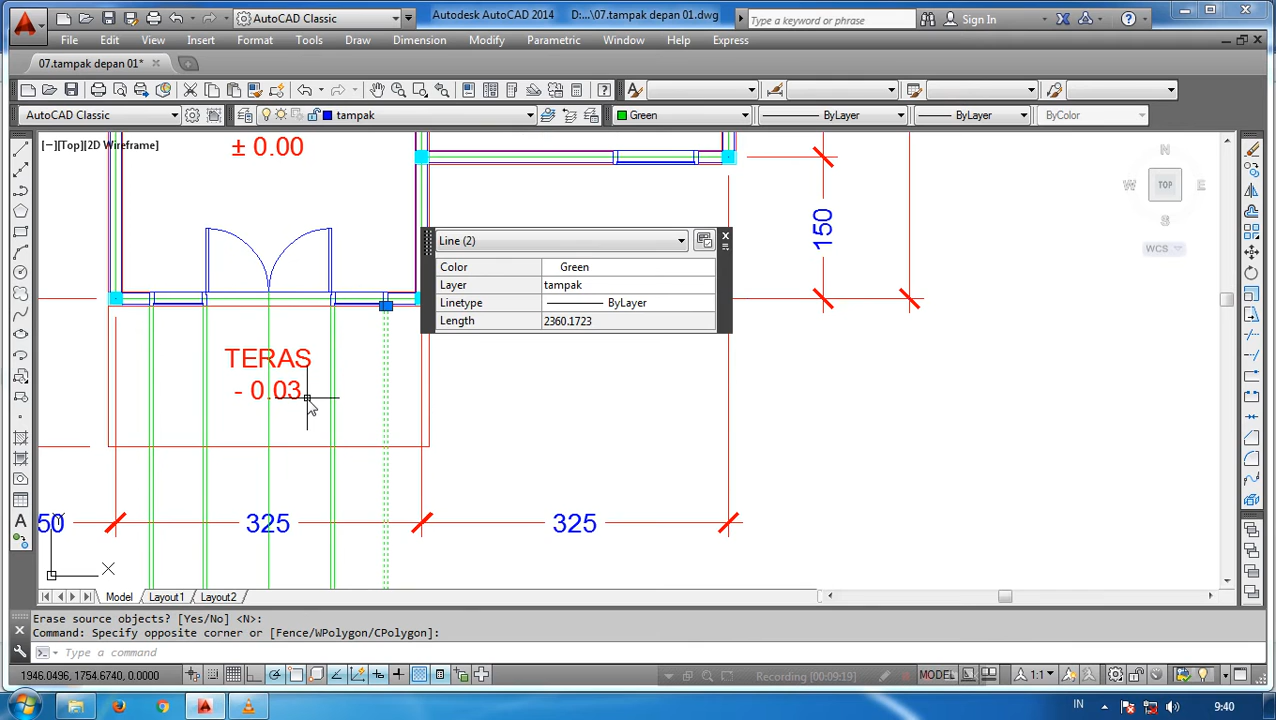 AutoCAD Classic
Autodesk AutoCAD 2014 D:\...\07.tampak depan 01.dwg
Type a keyword or phrase
Sign In
File Edit View Insert Format Tools Draw Dimension Modify Parametric Window Help Express
07.tampak depan 01*
AutoCAD Classic
tampak
Green
ByLayer
ByLayer
ByColor
[−][Top][2D Wireframe]
± 0.00
N
W TOP E
S
WCS
150
Line (2)
Color Green
Layer tampak
Linetype ByLayer
Length 2360.1723
TERAS
- 0.03
50
325
325
Y
X
Model Layout1 Layout2
Erase source objects? [Yes/No] <N>:
Command: Specify opposite corner or [Fence/WPolygon/CPolygon]:
Type a command
1946.0496, 1754.6740, 0.0000
Recording [00:09:19]
MODEL
1:1
IN
9:40